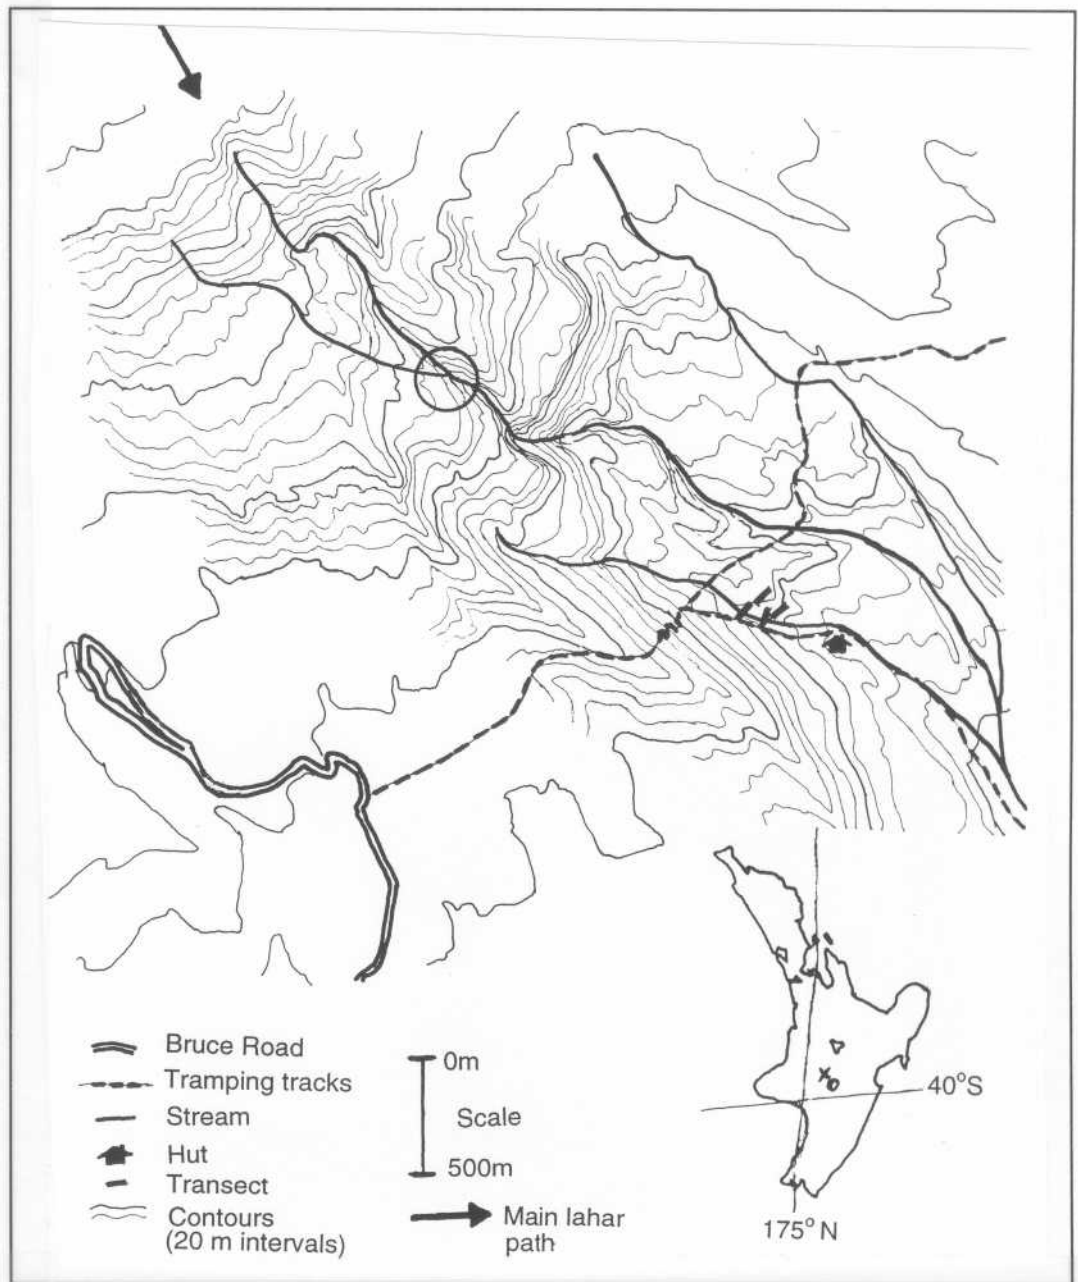 Bruce Road
Tramping tracks
Stream
Hut
Transect
Contours
(20 m intervals)
0m
Scale
500m
Main lahar
path
40°S
175° N